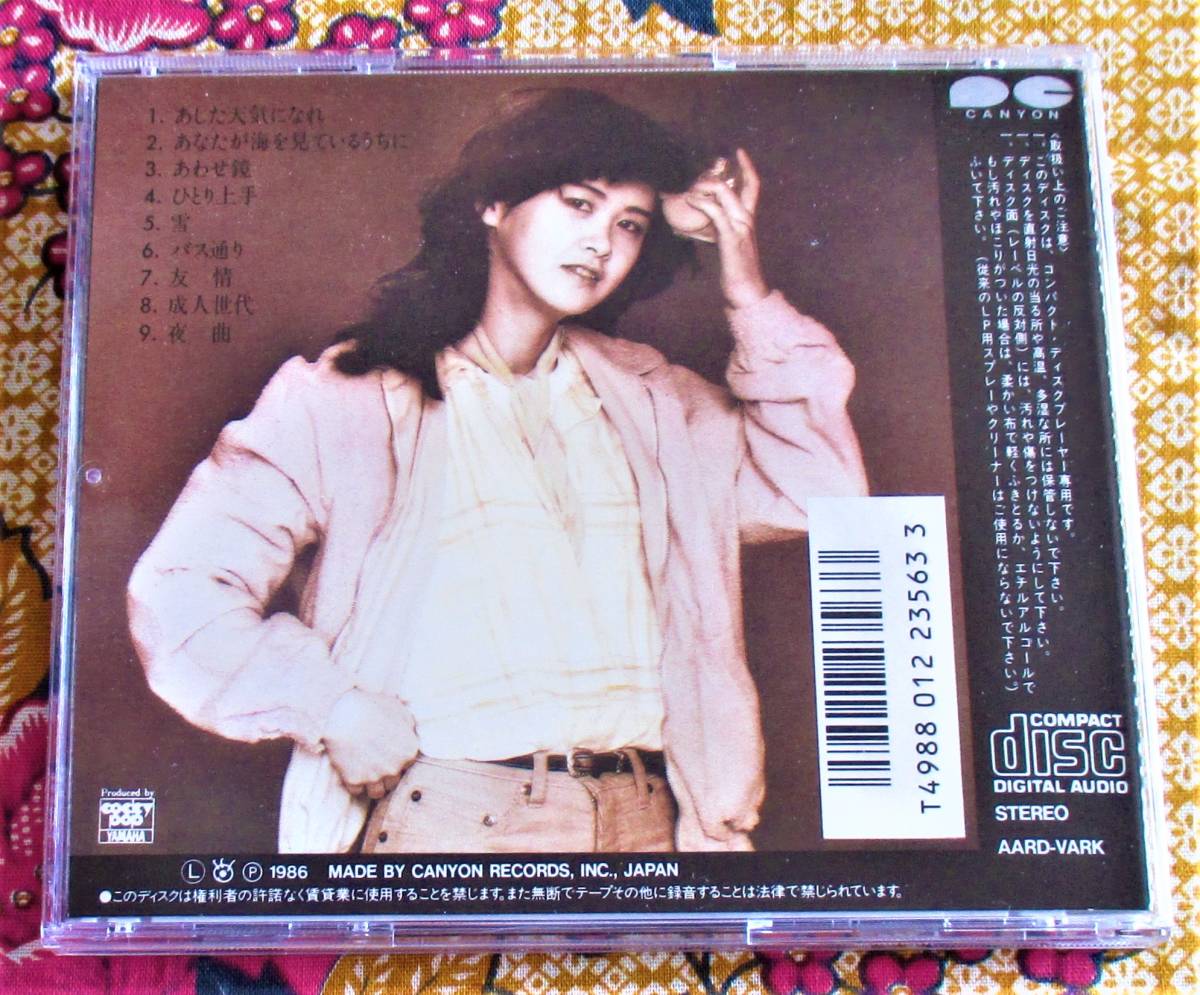 1. あした天気になれ
2. あなたが海を見ているうちに
3. あわせ鏡
4. ひとり上手
5. 雪
6. バス通り
7. 友 情
8. 成人世代
9. 夜 曲
CANYON
《取扱い上のご注意》
一、このディスクは、コンパクト・ディスクプレーヤー専用です。
一、ディスクを直射日光の当る所や高温、多湿な所には保管しないで下さい。
一、ディスク面(レーベルの反対側)には、汚れや傷をつけないようにして下さい。
もし汚れやほこりがついた場合は、柔かい布で軽くふきとるか、エチルアルコールで
ふいて下さい。(従来のLP用スプレーやクリーナーはご使用にならないで下さい。)
T4988 012 23563 3
COMPACT
disc
DIGITAL AUDIO
STEREO
AARD-VARK
Produced by
cocky
pop
YAMAHA
Ⓛ Ⓟ 1986 MADE BY CANYON RECORDS, INC., JAPAN
●このディスクは権利者の許諾なく賃貸業に使用することを禁じます。また無断でテープその他に録音することは法律で禁じられています。